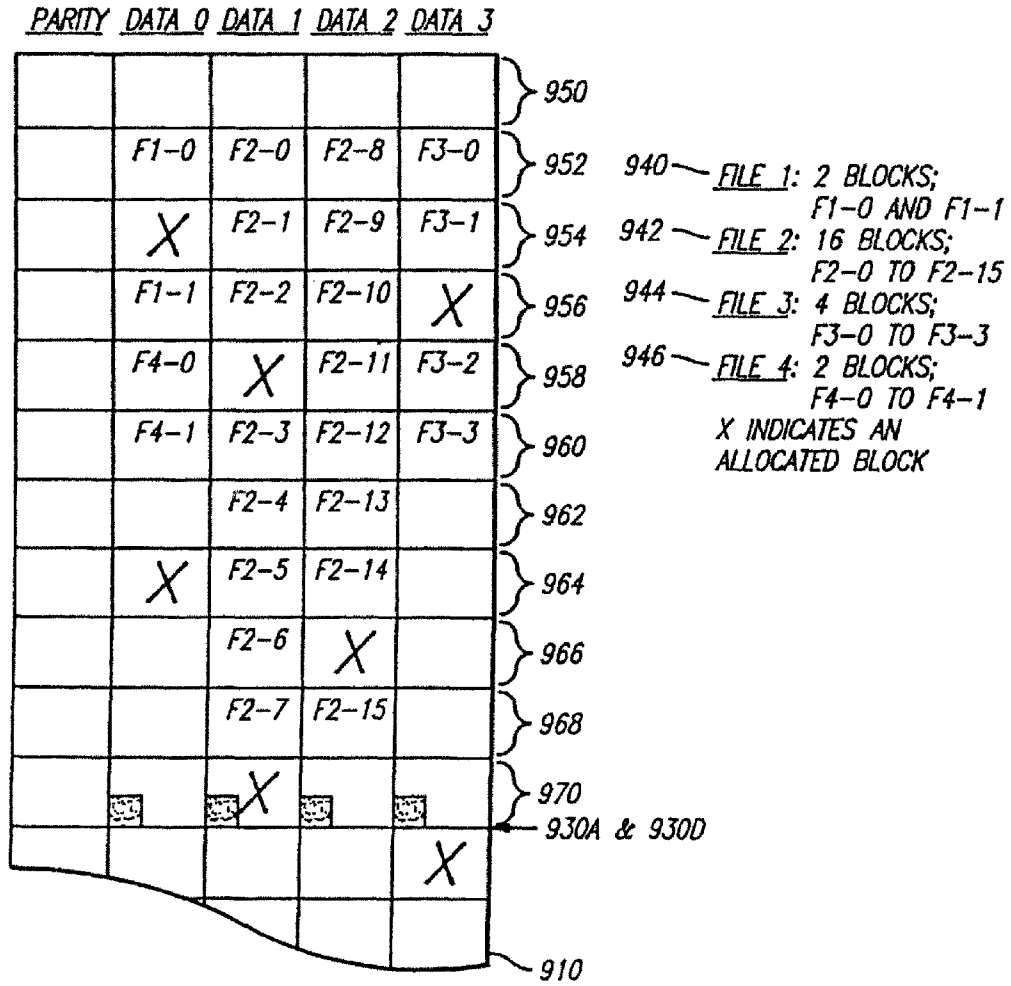 PARITY DATA 0 DATA 1 DATA 2 DATA 3
950
F1-0 F2-0 F2-8 F3-0 952
X F2-1 F2-9 F3-1 954
F1-1 F2-2 F2-10 X 956
F4-0 X F2-11 F3-2 958
F4-1 F2-3 F2-12 F3-3 960
F2-4 F2-13 962
X F2-5 F2-14 964
F2-6 X 966
F2-7 F2-15 968
X 970
930A & 930D
X
910
940 FILE 1: 2 BLOCKS;
F1-0 AND F1-1
942 FILE 2: 16 BLOCKS;
F2-0 TO F2-15
944 FILE 3: 4 BLOCKS;
F3-0 TO F3-3
946 FILE 4: 2 BLOCKS;
F4-0 TO F4-1
X INDICATES AN
ALLOCATED BLOCK